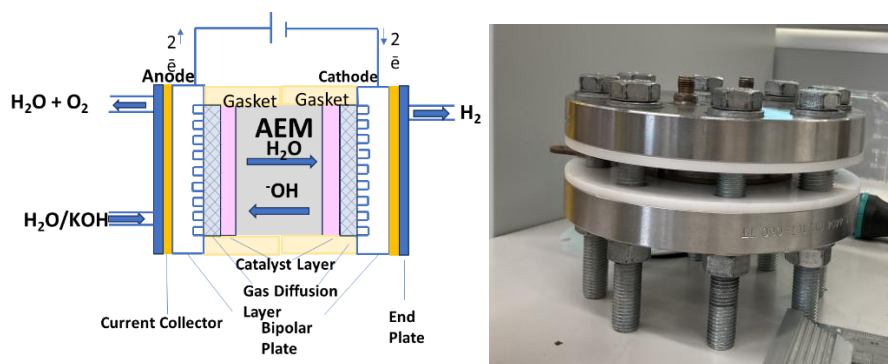 2
ē
2
ē
Anode
Cathode
H₂O + O₂
Gasket
Gasket
H₂
AEM
H₂O
⁻OH
H₂O/KOH
Catalyst Layer
Gas Diffusion
Layer
Bipolar
Plate
Current Collector
End
Plate